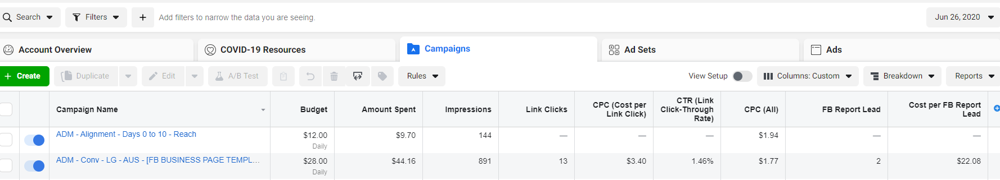 Search
Filters
+
Add filters to narrow the data you are seeing.
Jun 26, 2020
Account Overview
COVID-19 Resources
Campaigns
Ad Sets
Ads
+ Create
Duplicate
Edit
A/B Test
Rules
View Setup
Columns: Custom
Breakdown
Reports
Campaign Name
Budget
Amount Spent
Impressions
Link Clicks
CPC (Cost per
Link Click)
CTR (Link
Click-Through
Rate)
CPC (All)
FB Report Lead
Cost per FB Report
Lead
ADM - Alignment - Days 0 to 10 - Reach
$12.00
Daily
$9.70
144
—
—
—
$1.94
—
—
ADM - Conv - LG - AUS - [FB BUSINESS PAGE TEMPL...
$28.00
Daily
$44.16
891
13
$3.40
1.46%
$1.77
2
$22.08